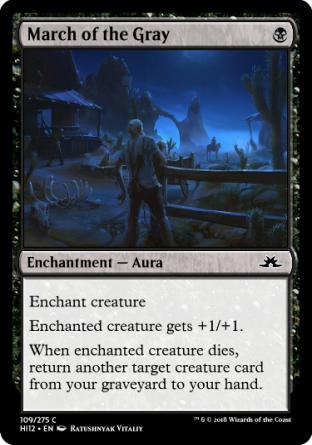 March of the Gray
Enchantment — Aura
Enchant creature
Enchanted creature gets +1/+1.
When enchanted creature dies,
return another target creature card
from your graveyard to your hand.
109/275 C
HI12 • EN Ratushnyak Vitaliy
™ & © 2018 Wizards of the Coast